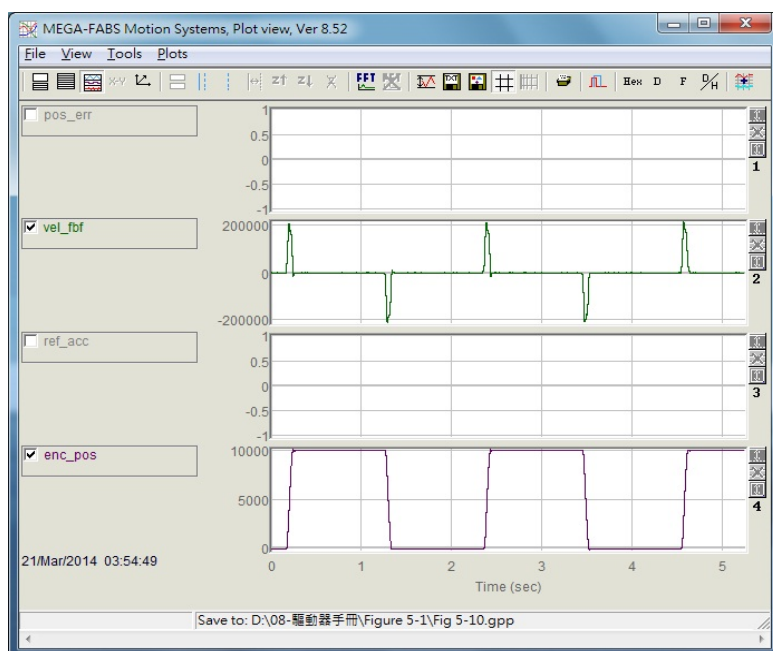 MEGA-FABS Motion Systems, Plot view, Ver 8.52
File View Tools Plots
X-Y Z↑ Z↓ FFT TXT Hex D F D/H
pos_err
1
0.5
0
-0.5
-1
1
vel_fbf
200000
0
-200000
2
ref_acc
1
0.5
0
-0.5
-1
3
enc_pos
10000
5000
0
4
21/Mar/2014 03:54:49
0 1 2 3 4 5
Time (sec)
Save to: D:\08-驅動器手冊\Figure 5-1\Fig 5-10.gpp